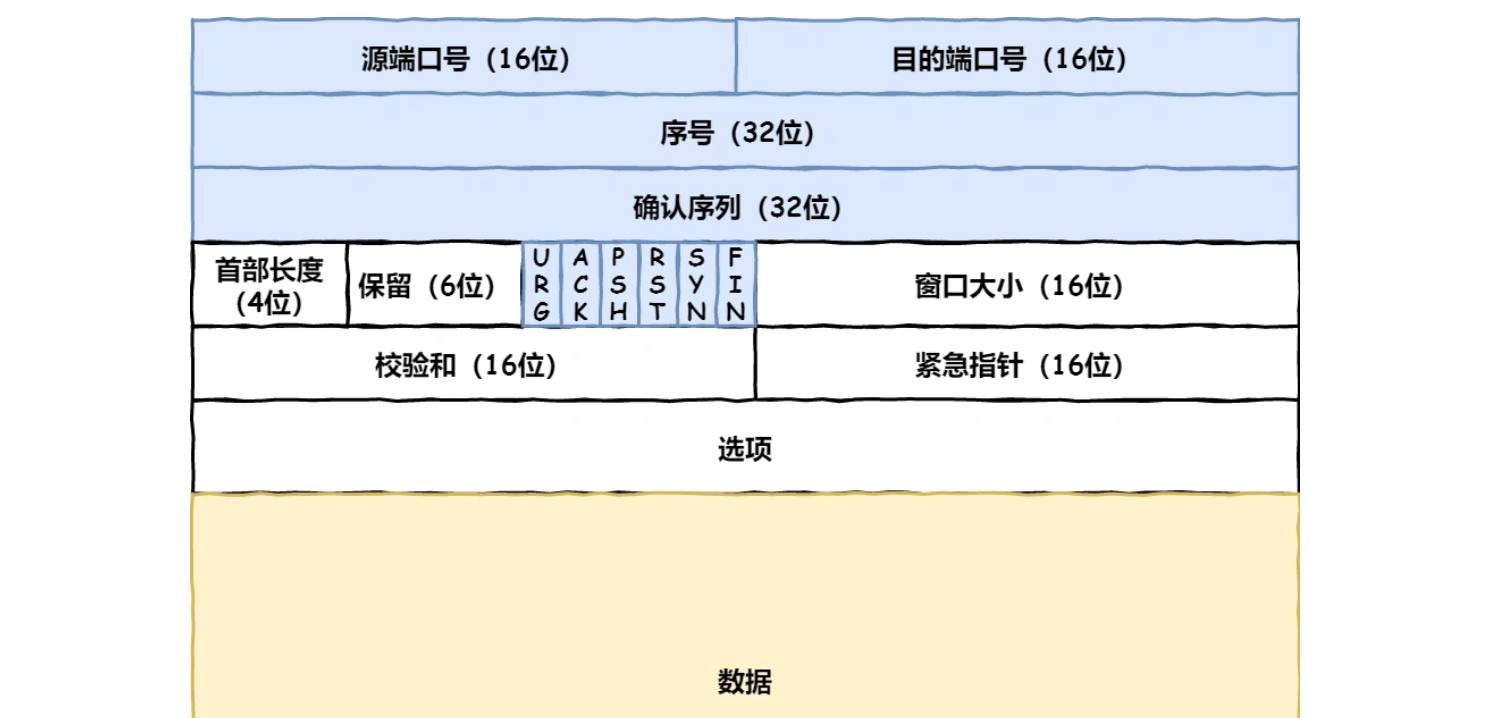 源端口号（16位）
目的端口号（16位）
序号（32位）
确认序列（32位）
首部长度
（4位）
保留（6位）
URG
ACK
PSH
RST
SYN
FIN
窗口大小（16位）
校验和（16位）
紧急指针（16位）
选项
数据